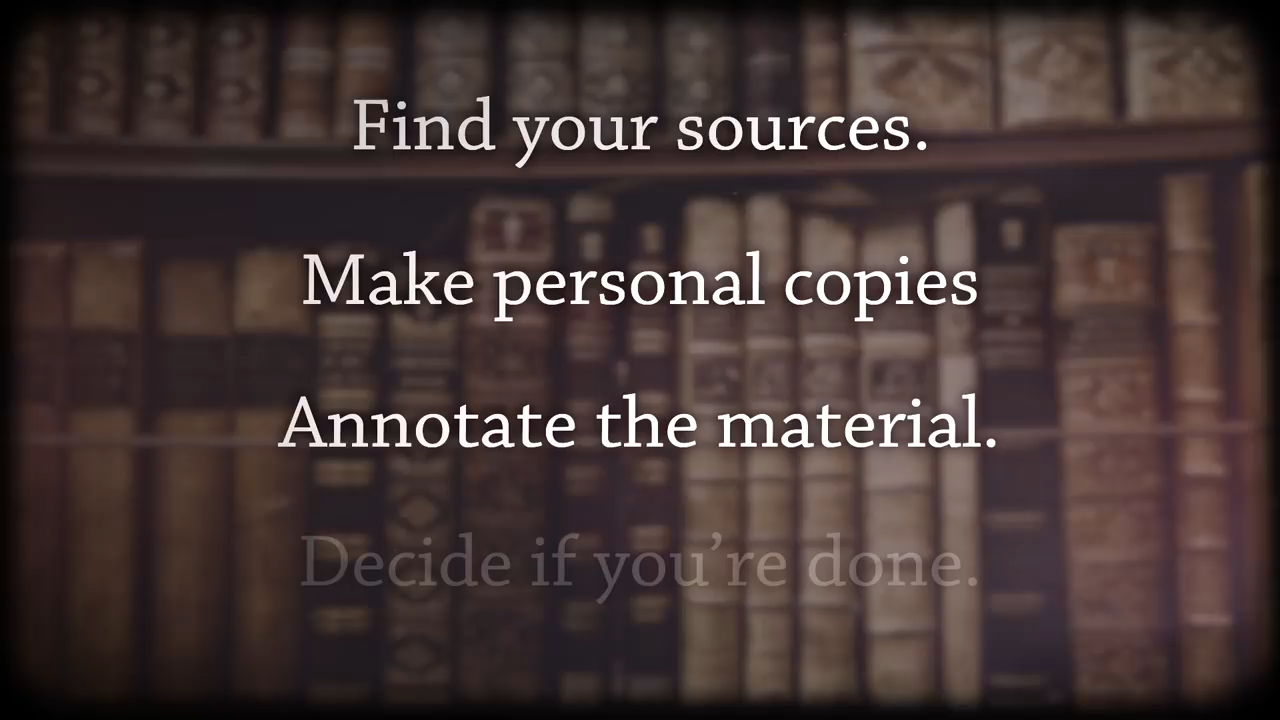 Find your sources.
Make personal copies
Annotate the material.
Decide if you’re done.